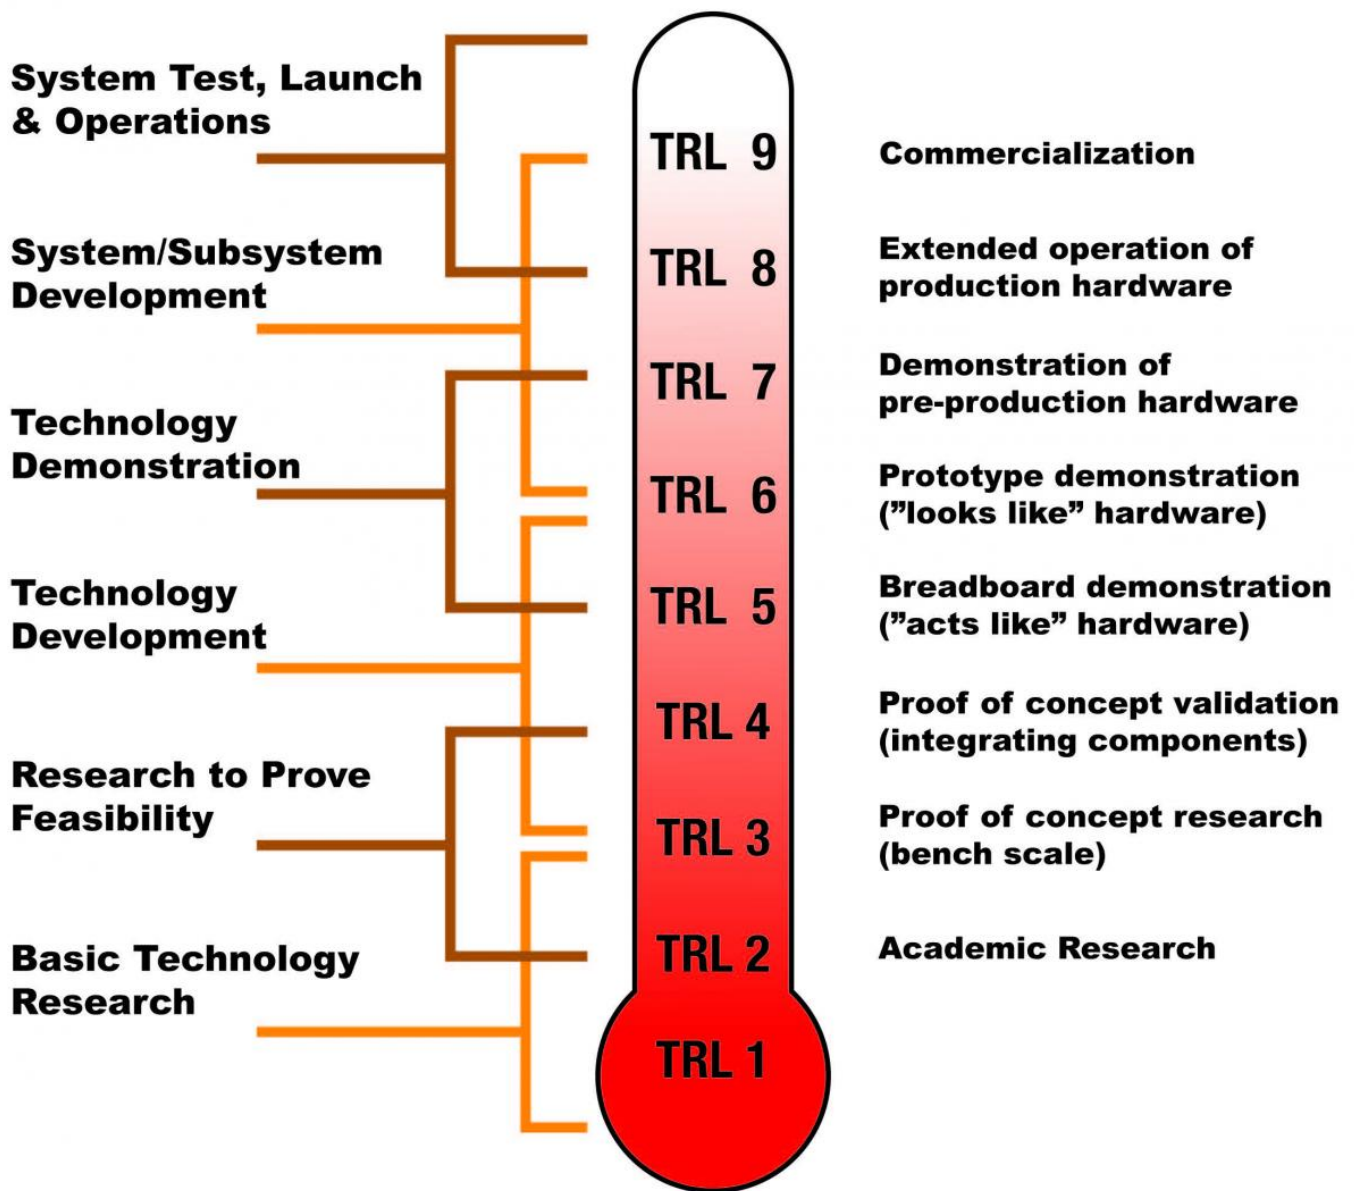 System Test, Launch
& Operations
System/Subsystem
Development
Technology
Demonstration
Technology
Development
Research to Prove
Feasibility
Basic Technology
Research
TRL 9
TRL 8
TRL 7
TRL 6
TRL 5
TRL 4
TRL 3
TRL 2
TRL 1
Commercialization
Extended operation of
production hardware
Demonstration of
pre-production hardware
Prototype demonstration
(”looks like” hardware)
Breadboard demonstration
(”acts like” hardware)
Proof of concept validation
(integrating components)
Proof of concept research
(bench scale)
Academic Research